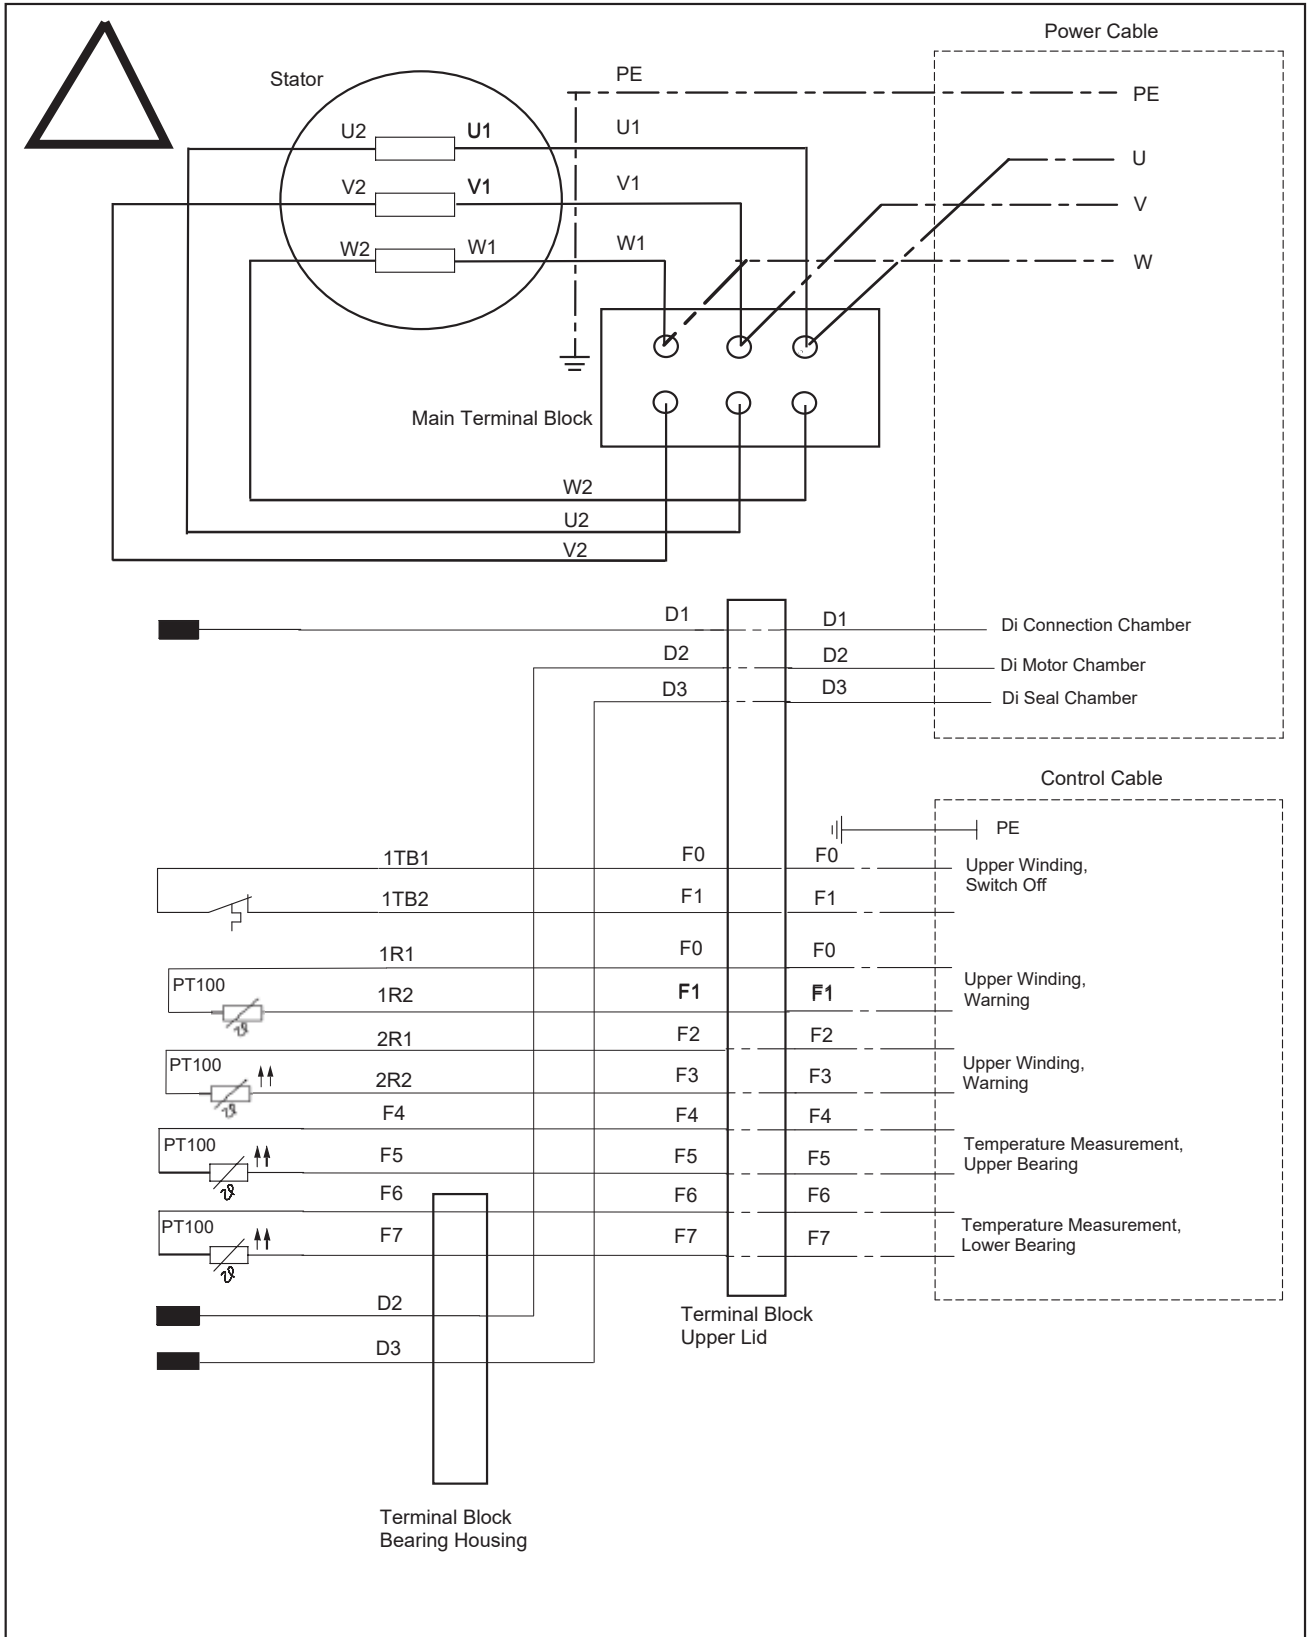 Power Cable
Stator
PE
PE
U2
U1
U1
U
V2
V1
V1
V
W2
W1
W1
W
Main Terminal Block
W2
U2
V2
D1
D1
Di Connection Chamber
D2
D2
Di Motor Chamber
D3
D3
Di Seal Chamber
Control Cable
PE
1TB1
F0
F0
Upper Winding,
Switch Off
1TB2
F1
F1
1R1
F0
F0
PT100
1R2
F1
F1
Upper Winding,
Warning
2R1
F2
F2
PT100
2R2
F3
F3
Upper Winding,
Warning
F4
F4
F4
PT100
F5
F5
F5
Temperature Measurement,
Upper Bearing
F6
F6
F6
PT100
F7
F7
F7
Temperature Measurement,
Lower Bearing
D2
Terminal Block
Upper Lid
D3
Terminal Block
Bearing Housing